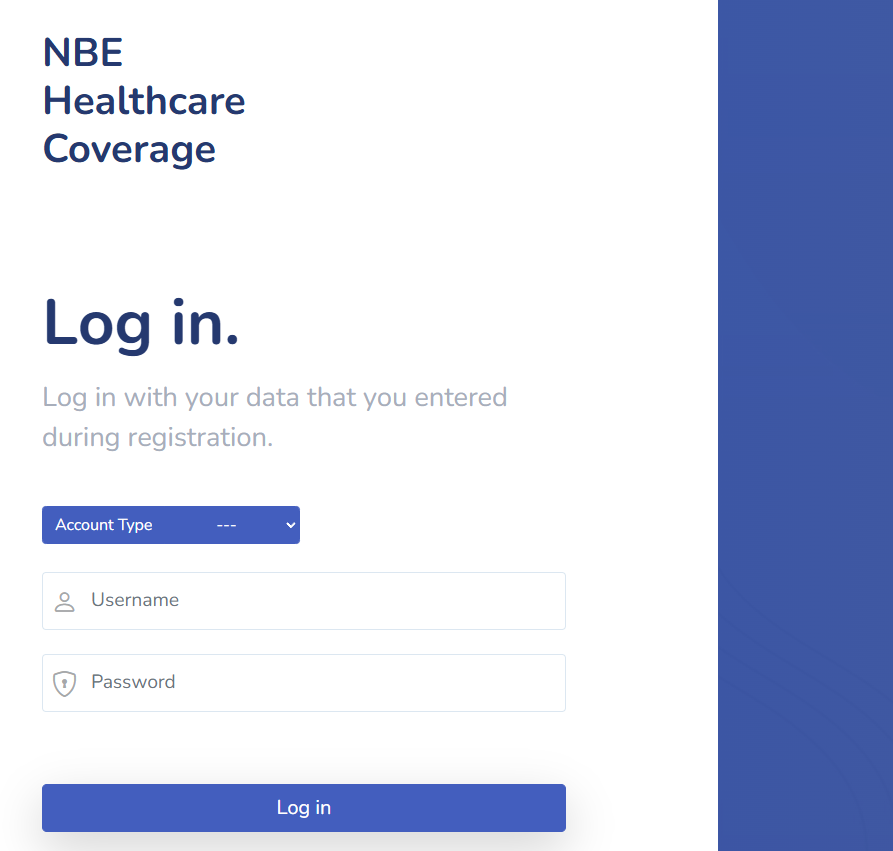 NBE
Healthcare
Coverage
Log in.
Log in with your data that you entered
during registration.
Account Type ---
Username
Password
Log in